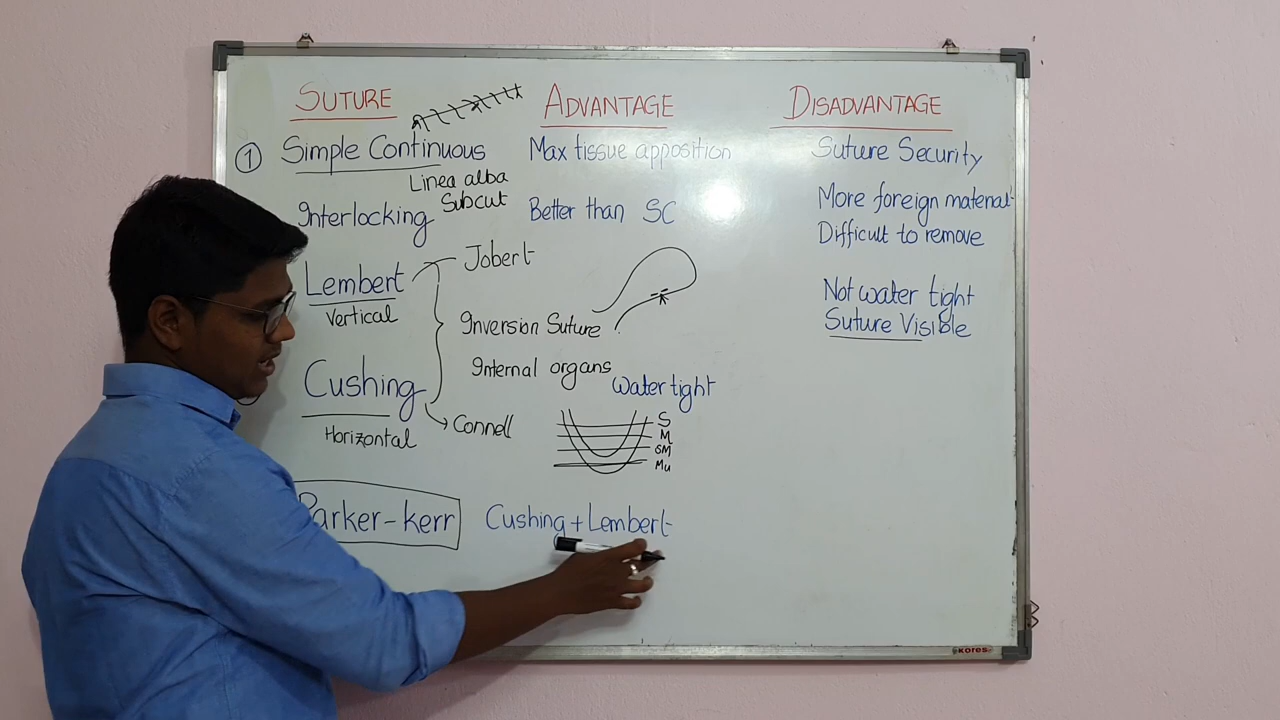 SUTURE ADVANTAGE DISADVANTAGE
1 Simple Continuous Max tissue apposition Suture Security
Linea alba
Subcut
Interlocking Better than SC More foreign material
Difficult to remove
Lembert Jobert
Vertical
Not water tight
Suture Visible
Inversion Suture
Internal organs
Water tight
Cushing
Horizontal
Connell
S
M
SM
Mu
Parker-kerr Cushing + Lembert
KORES